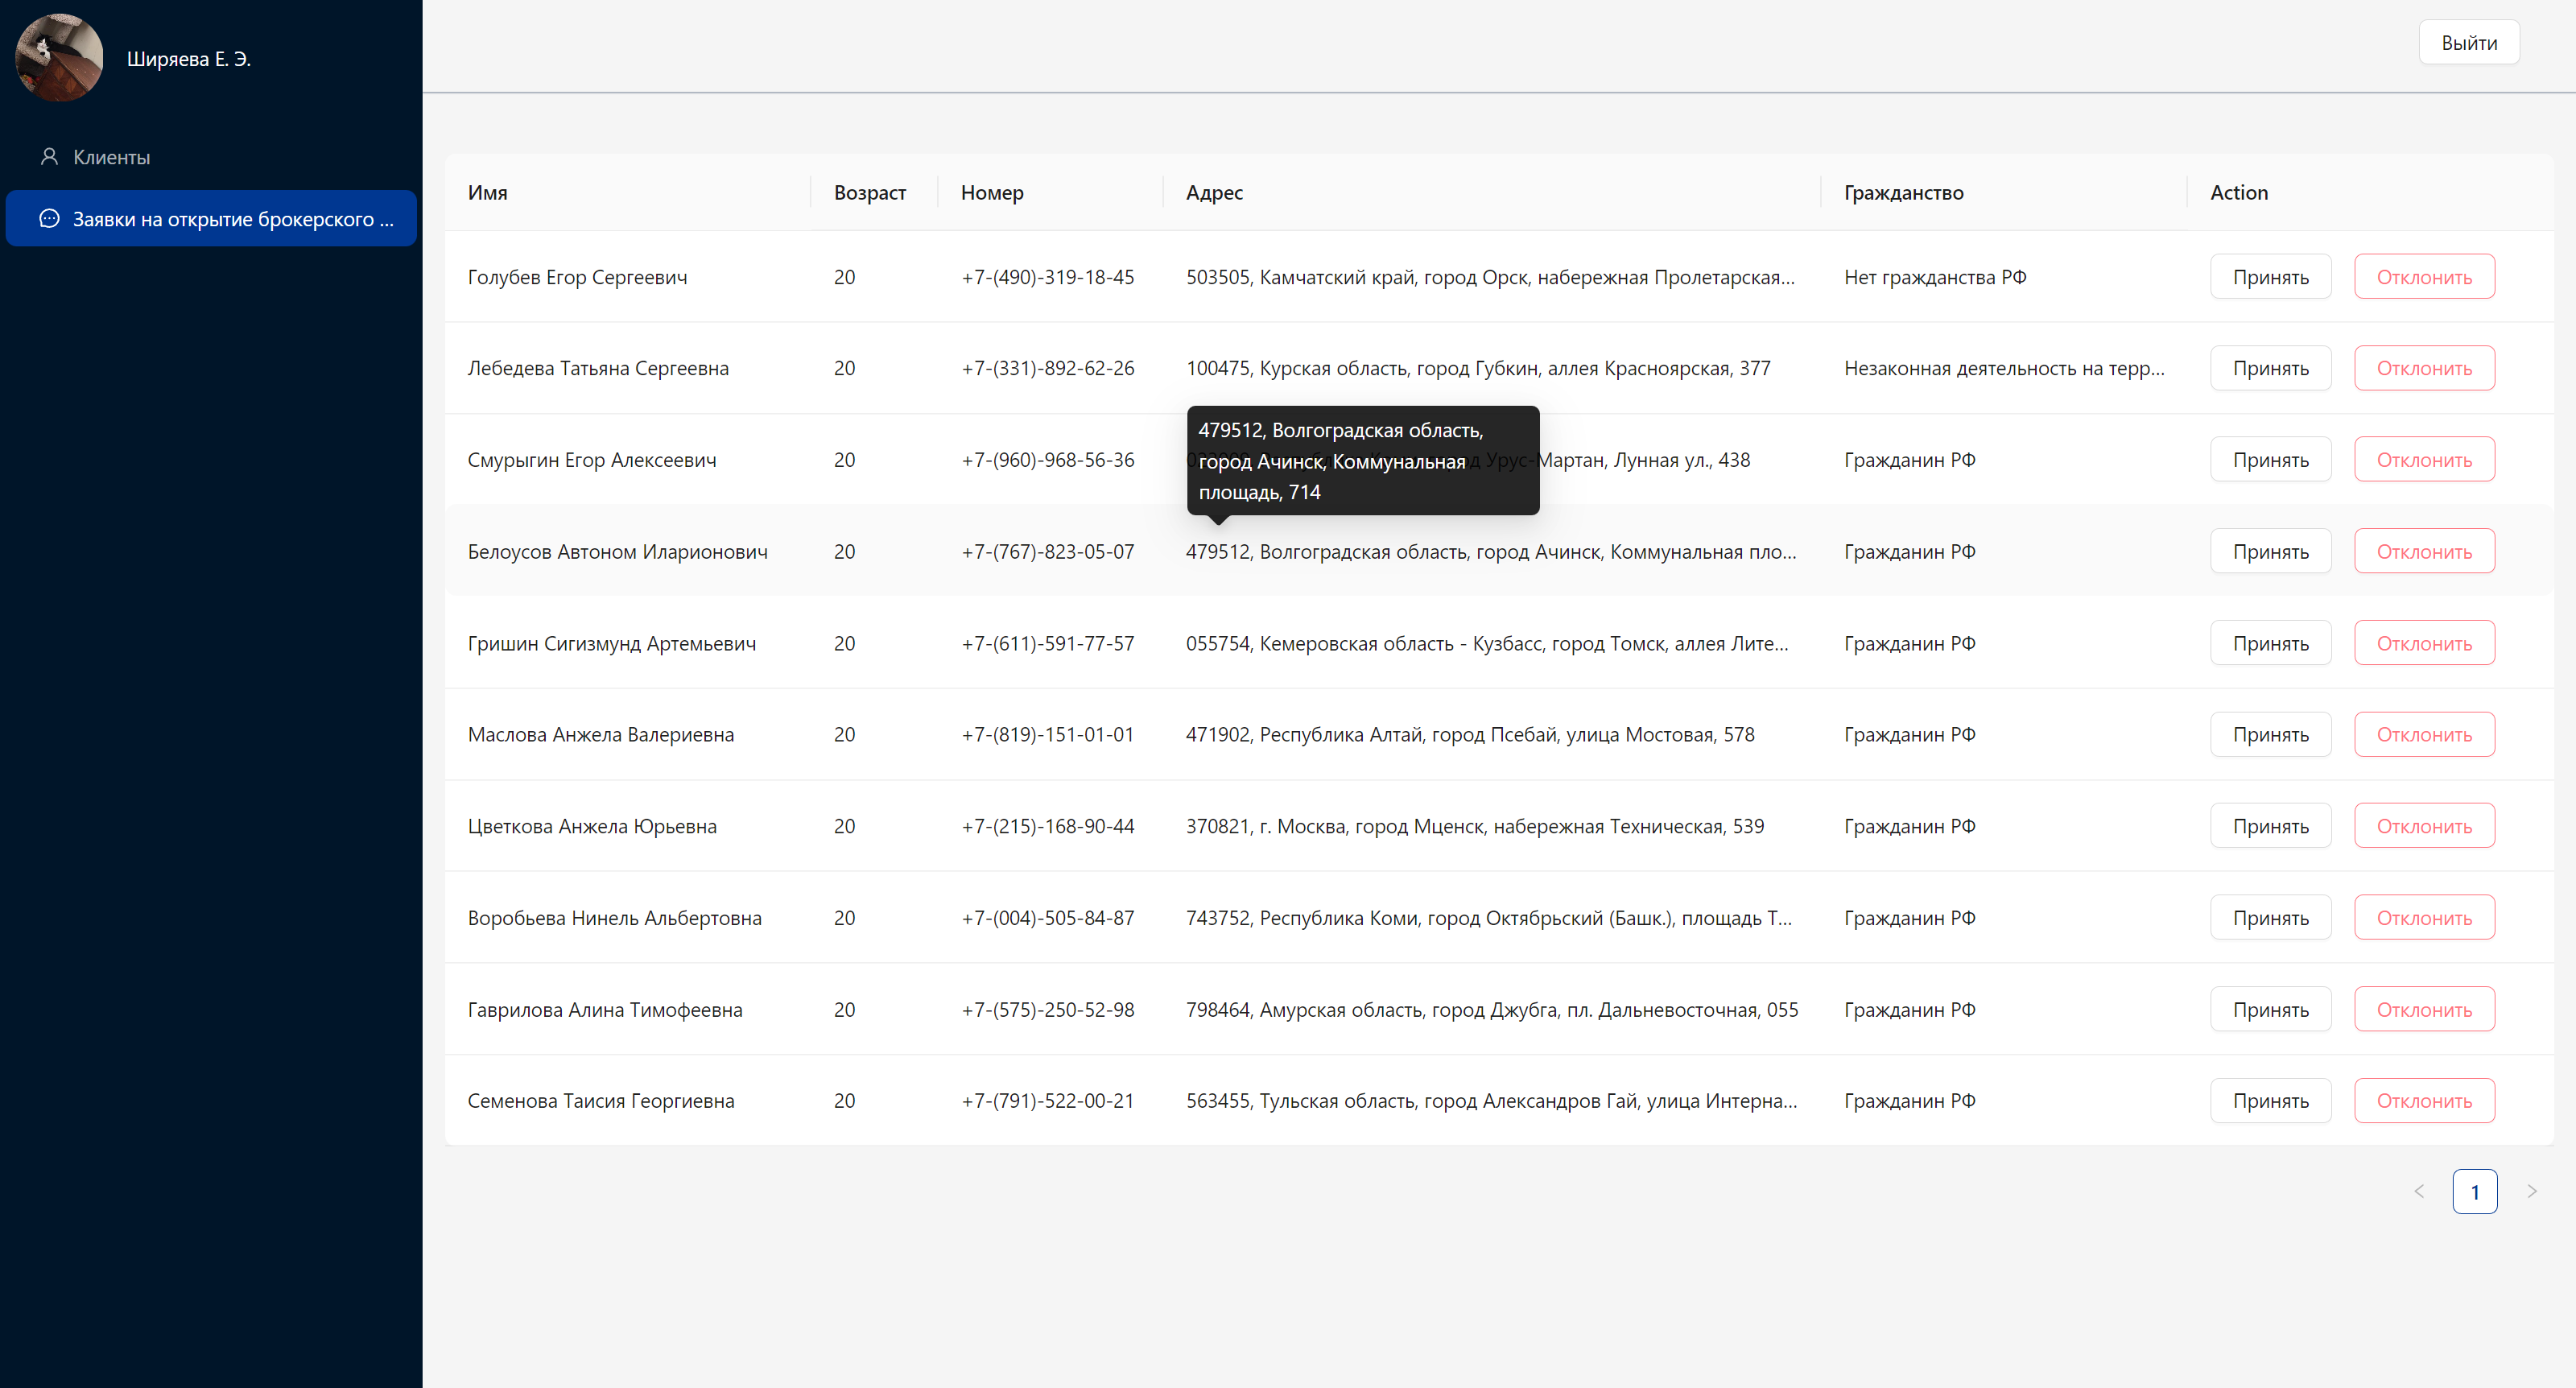 Ширяева Е. Э.
Клиенты
Заявки на открытие брокерского ...
Выйти
Имя Возраст Номер Адрес Гражданство Action
Голубев Егор Сергеевич 20 +7-(490)-319-18-45 503505, Камчатский край, город Орск, набережная Пролетарская... Нет гражданства РФ Принять Отклонить
Лебедева Татьяна Сергеевна 20 +7-(331)-892-62-26 100475, Курская область, город Губкин, аллея Красноярская, 377 Незаконная деятельность на терр... Принять Отклонить
479512, Волгоградская область,
город Ачинск, Коммунальная
площадь, 714
Смурыгин Егор Алексеевич 20 +7-(960)-968-56-36 Урус-Мартан, Лунная ул., 438 Гражданин РФ Принять Отклонить
Белоусов Автоном Иларионович 20 +7-(767)-823-05-07 479512, Волгоградская область, город Ачинск, Коммунальная пло... Гражданин РФ Принять Отклонить
Гришин Сигизмунд Артемьевич 20 +7-(611)-591-77-57 055754, Кемеровская область - Кузбасс, город Томск, аллея Лите... Гражданин РФ Принять Отклонить
Маслова Анжела Валериевна 20 +7-(819)-151-01-01 471902, Республика Алтай, город Псебай, улица Мостовая, 578 Гражданин РФ Принять Отклонить
Цветкова Анжела Юрьевна 20 +7-(215)-168-90-44 370821, г. Москва, город Мценск, набережная Техническая, 539 Гражданин РФ Принять Отклонить
Воробьева Нинель Альбертовна 20 +7-(004)-505-84-87 743752, Республика Коми, город Октябрьский (Башк.), площадь Т... Гражданин РФ Принять Отклонить
Гаврилова Алина Тимофеевна 20 +7-(575)-250-52-98 798464, Амурская область, город Джубга, пл. Дальневосточная, 055 Гражданин РФ Принять Отклонить
Семенова Таисия Георгиевна 20 +7-(791)-522-00-21 563455, Тульская область, город Александров Гай, улица Интерна... Гражданин РФ Принять Отклонить
< 1 >